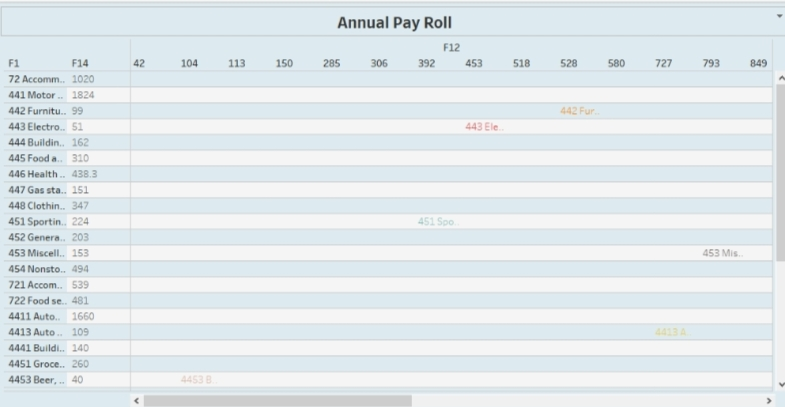 Annual Pay Roll
F12
F1 F14 42 104 113 150 285 306 392 453 518 528 580 727 793 849
72 Accomm.. 1020
441 Motor .. 1824
442 Furnitu.. 99 442 Fur..
443 Electro.. 51 443 Ele..
444 Buildin.. 162
445 Food a.. 310
446 Health .. 438.3
447 Gas sta.. 151
448 Clothin.. 347
451 Sportin.. 224 451 Spo..
452 Genera.. 203
453 Miscell.. 153 453 Mis..
454 Nonsto.. 494
721 Accom.. 539
722 Food se.. 481
4411 Auto.. 1660
4413 Auto .. 109 4413 A..
4441 Buildi.. 140
4451 Groce.. 260
4453 Beer, .. 40 4453 B..